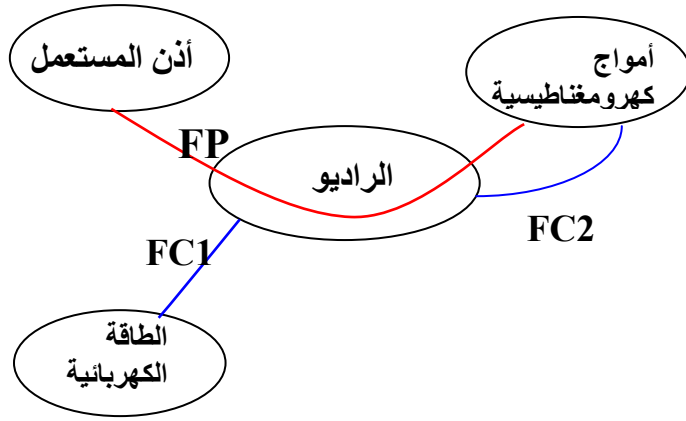 أمواج
كهرومغناطيسية
أذن المستعمل
FP
الراديو
FC2
FC1
الطاقة
الكهربائية